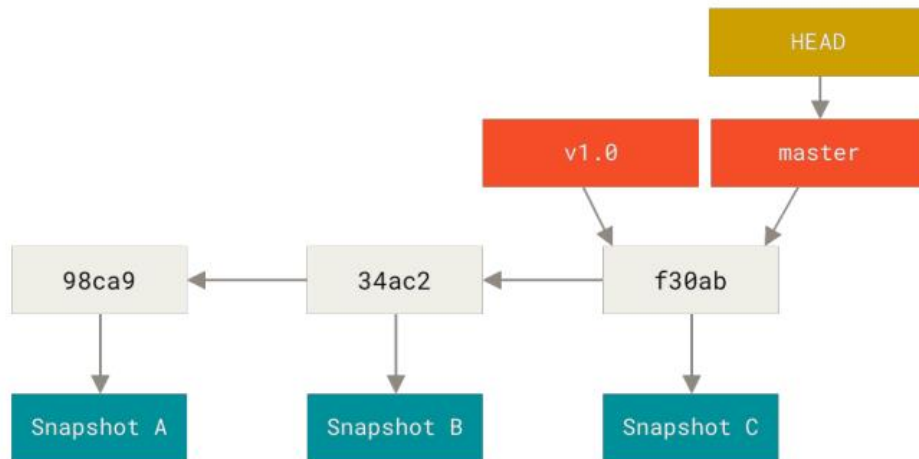 HEAD
v1.0
master
98ca9
34ac2
f30ab
Snapshot A
Snapshot B
Snapshot C